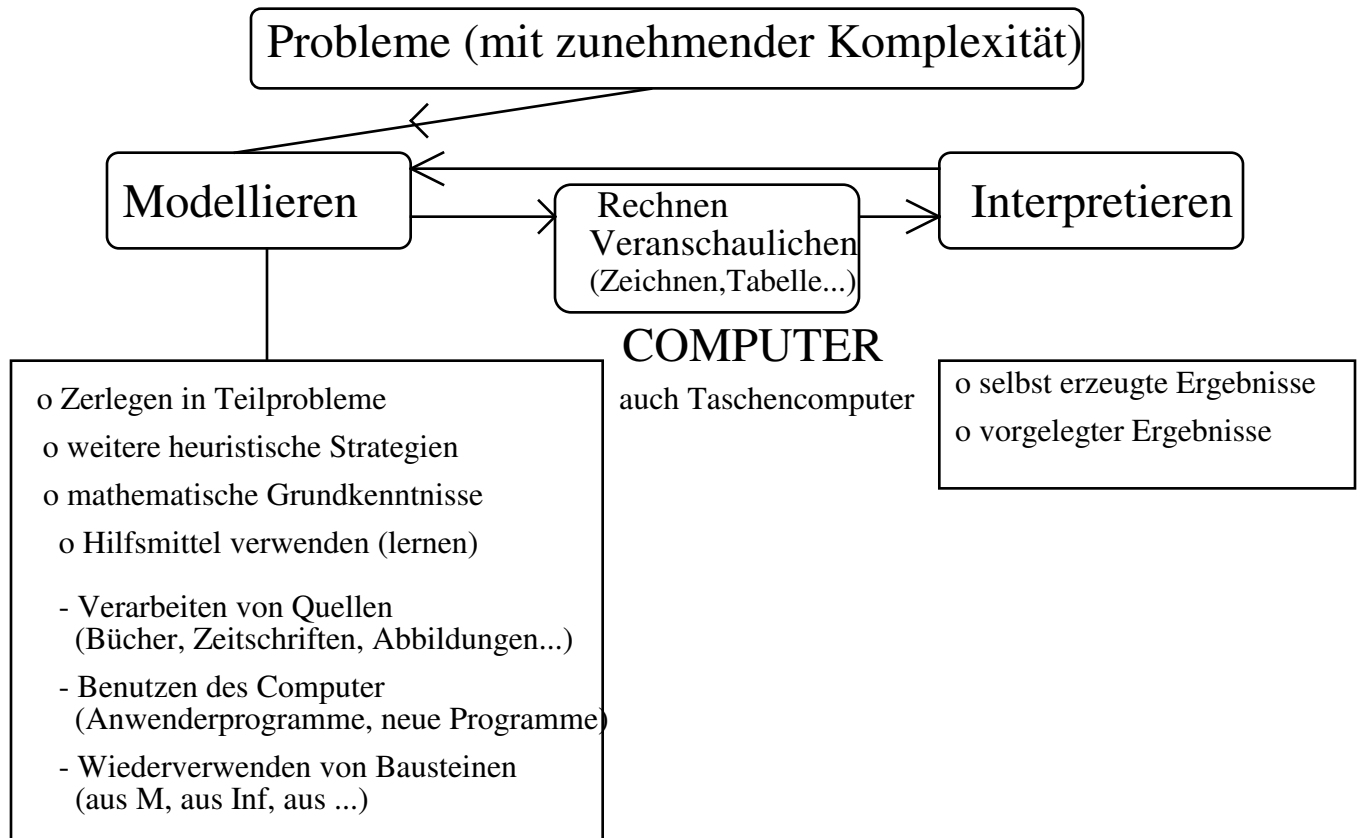 Probleme (mit zunehmender Komplexität)
Modellieren
Rechnen
Veranschaulichen
(Zeichnen,Tabelle...)
Interpretieren
COMPUTER
auch Taschencomputer
o Zerlegen in Teilprobleme
o weitere heuristische Strategien
o mathematische Grundkenntnisse
o Hilfsmittel verwenden (lernen)
- Verarbeiten von Quellen
(Bücher, Zeitschriften, Abbildungen...)
- Benutzen des Computer
(Anwenderprogramme, neue Programme)
- Wiederverwenden von Bausteinen
(aus M, aus Inf, aus ...)
o selbst erzeugte Ergebnisse
o vorgelegter Ergebnisse